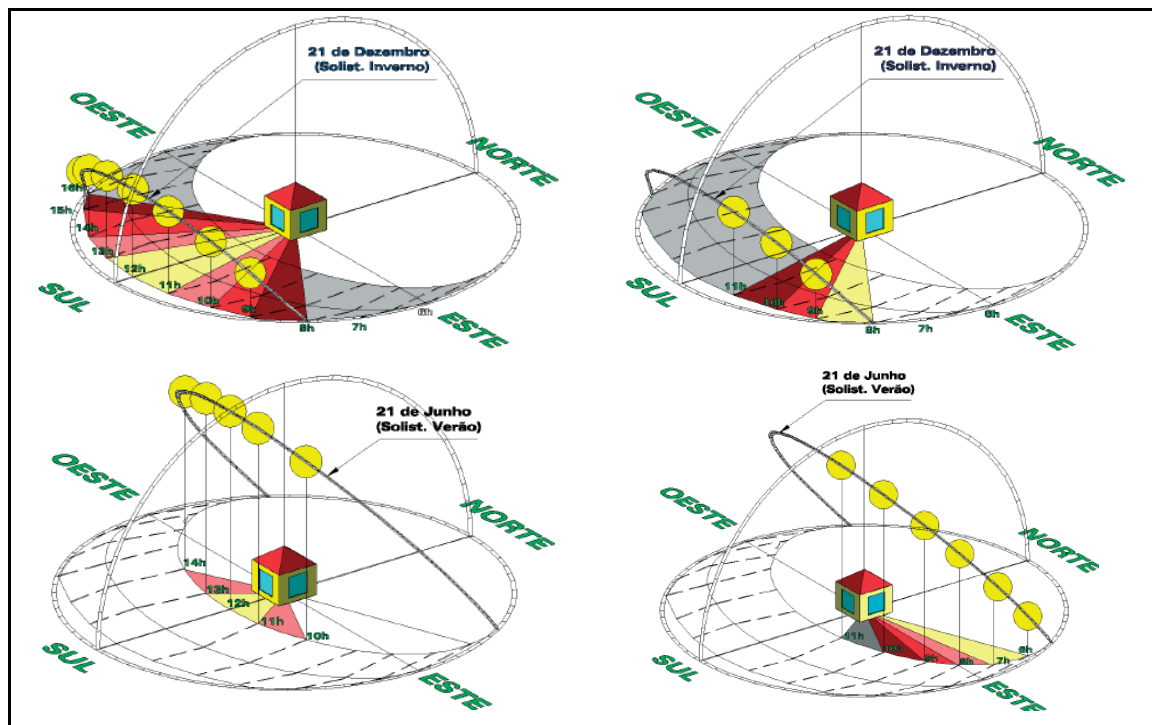 21 de Dezembro
(Solist. Inverno)
OESTE
NORTE
16h
15h
14h
13h
12h
11h
10h
9h
8h
7h
6h
SUL
ESTE
21 de Dezembro
(Solist. Inverno)
OESTE
NORTE
11h
10h
9h
8h
7h
6h
SUL
ESTE
21 de Junho
(Solist. Verão)
OESTE
NORTE
14h
13h
12h
11h
10h
SUL
ESTE
21 de Junho
(Solist. Verão)
OESTE
NORTE
11h
10h
9h
8h
7h
6h
SUL
ESTE